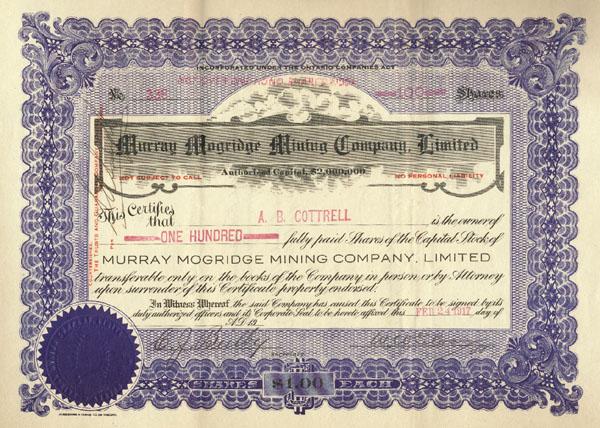 INCORPORATED UNDER THE ONTARIO COMPANIES ACT
No 336 100 Shares
Murray Mogridge Mining Company, Limited
Authorized Capital, $2,000,000
NOT SUBJECT TO CALL NO PERSONAL LIABILITY
This Certifies that A. B. COTTRELL is the owner of
ONE HUNDRED fully paid Shares of the Capital Stock of
MURRAY MOGRIDGE MINING COMPANY, LIMITED
transferable only on the books of the Company in person or by Attorney
upon surrender of this Certificate properly endorsed.
In Witness Whereof, the said Company has caused this Certificate to be signed by its
duly authorized officers and its Corporate Seal to be hereto affixed this FEB 24 1917 day of
A.D. 19
SHARES $1.00 EACH